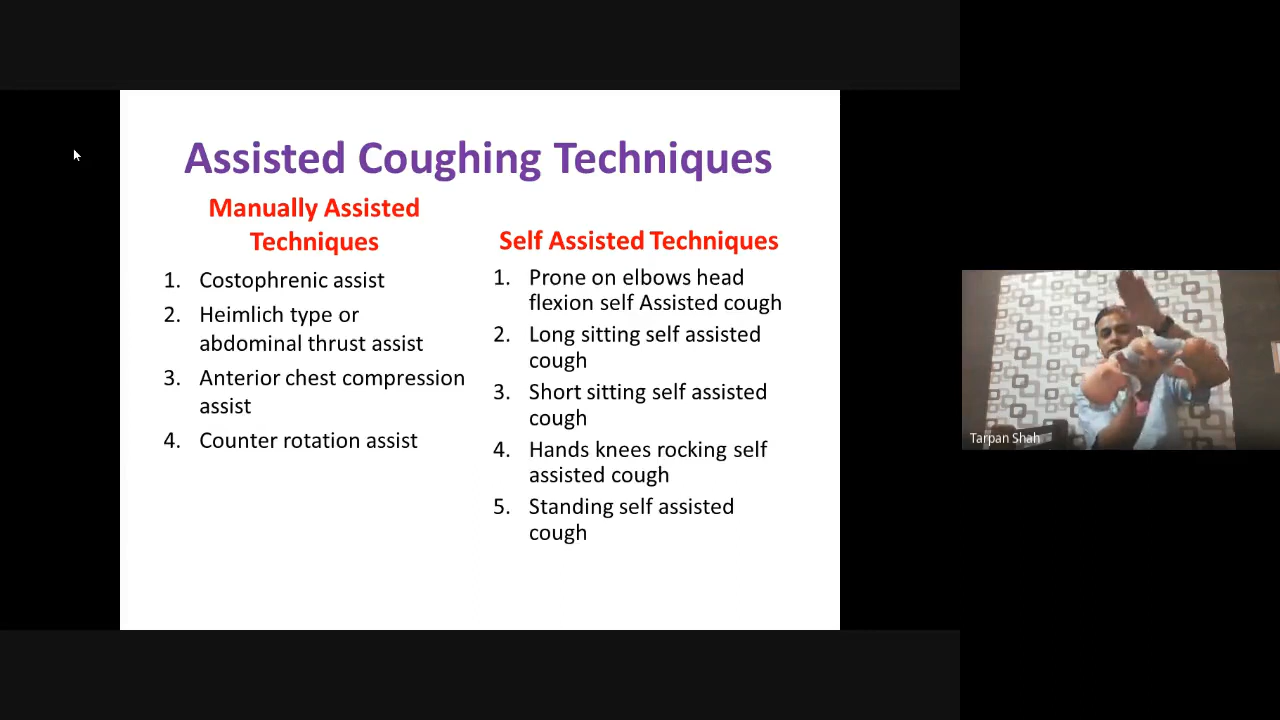 Assisted Coughing Techniques
Manually Assisted
Techniques
1. Costophrenic assist
2. Heimlich type or
abdominal thrust assist
3. Anterior chest compression
assist
4. Counter rotation assist
Self Assisted Techniques
1. Prone on elbows head
flexion self Assisted cough
2. Long sitting self assisted
cough
3. Short sitting self assisted
cough
4. Hands knees rocking self
assisted cough
5. Standing self assisted
cough
Tarpan Shah